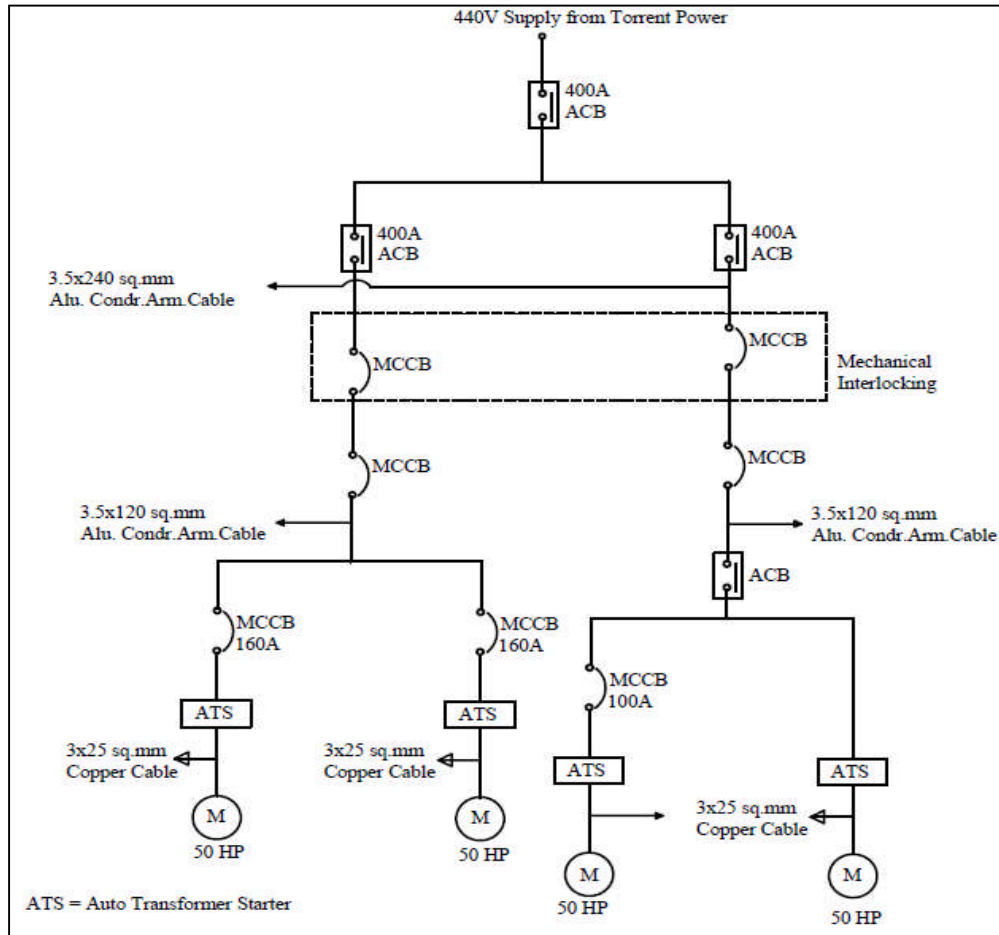 440V Supply from Torrent Power
400A
ACB
400A
ACB
400A
ACB
3.5x240 sq.mm
Alu. Condr.Arm.Cable
MCCB
MCCB
Mechanical
Interlocking
MCCB
MCCB
3.5x120 sq.mm
Alu. Condr.Arm.Cable
3.5x120 sq.mm
Alu. Condr.Arm.Cable
ACB
MCCB
160A
MCCB
160A
MCCB
100A
ATS
ATS
ATS
ATS
3x25 sq.mm
Copper Cable
3x25 sq.mm
Copper Cable
3x25 sq.mm
Copper Cable
M
50 HP
M
50 HP
M
50 HP
M
50 HP
ATS = Auto Transformer Starter